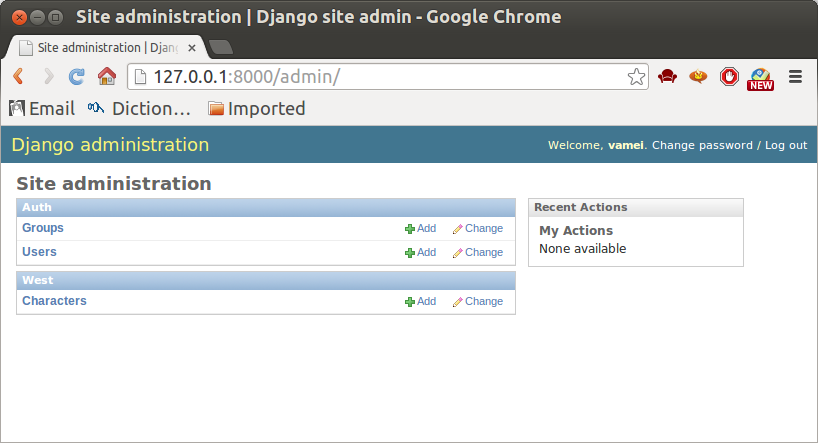 Site administration | Django site admin - Google Chrome
Site administration | Djan
127.0.0.1:8000/admin/
NEW
Email Diction... Imported
Django administration
Welcome, vamei. Change password / Log out
Site administration
Auth
Groups Add Change
Users Add Change
West
Characters Add Change
Recent Actions
My Actions
None available